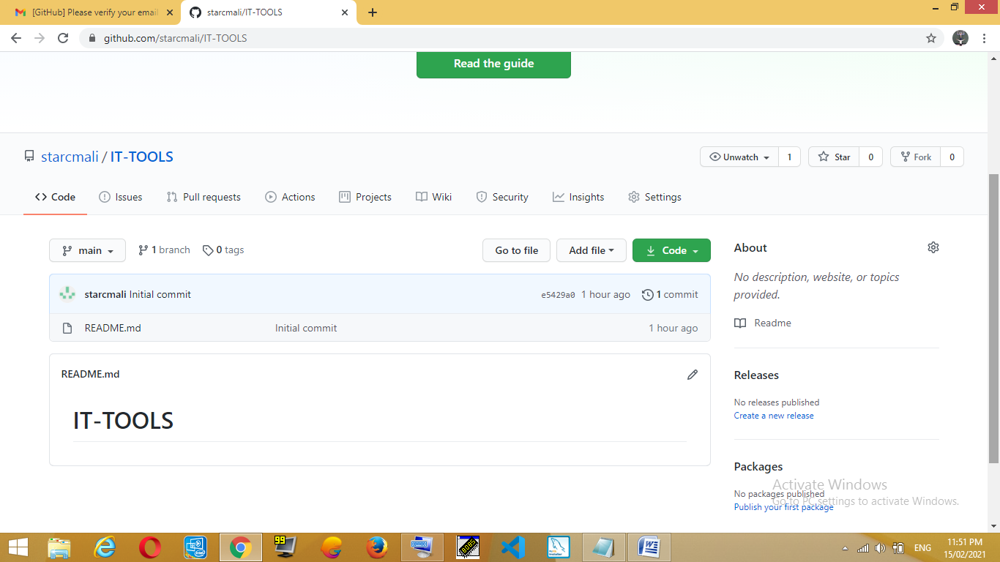 [GitHub] Please verify your email
starcmali/IT-TOOLS
github.com/starcmali/IT-TOOLS
Read the guide
starcmali / IT-TOOLS
Unwatch 1 Star 0 Fork 0
Code Issues Pull requests Actions Projects Wiki Security Insights Settings
main 1 branch 0 tags Go to file Add file Code
starcmali Initial commit e5429a0 1 hour ago 1 commit
README.md Initial commit 1 hour ago
README.md
IT-TOOLS
About
No description, website, or topics
provided.
Readme
Releases
No releases published
Create a new release
Packages
No packages published
Publish your first package
Activate Windows
Go to PC settings to activate Windows.
99
ENG
11:51 PM
15/02/2021